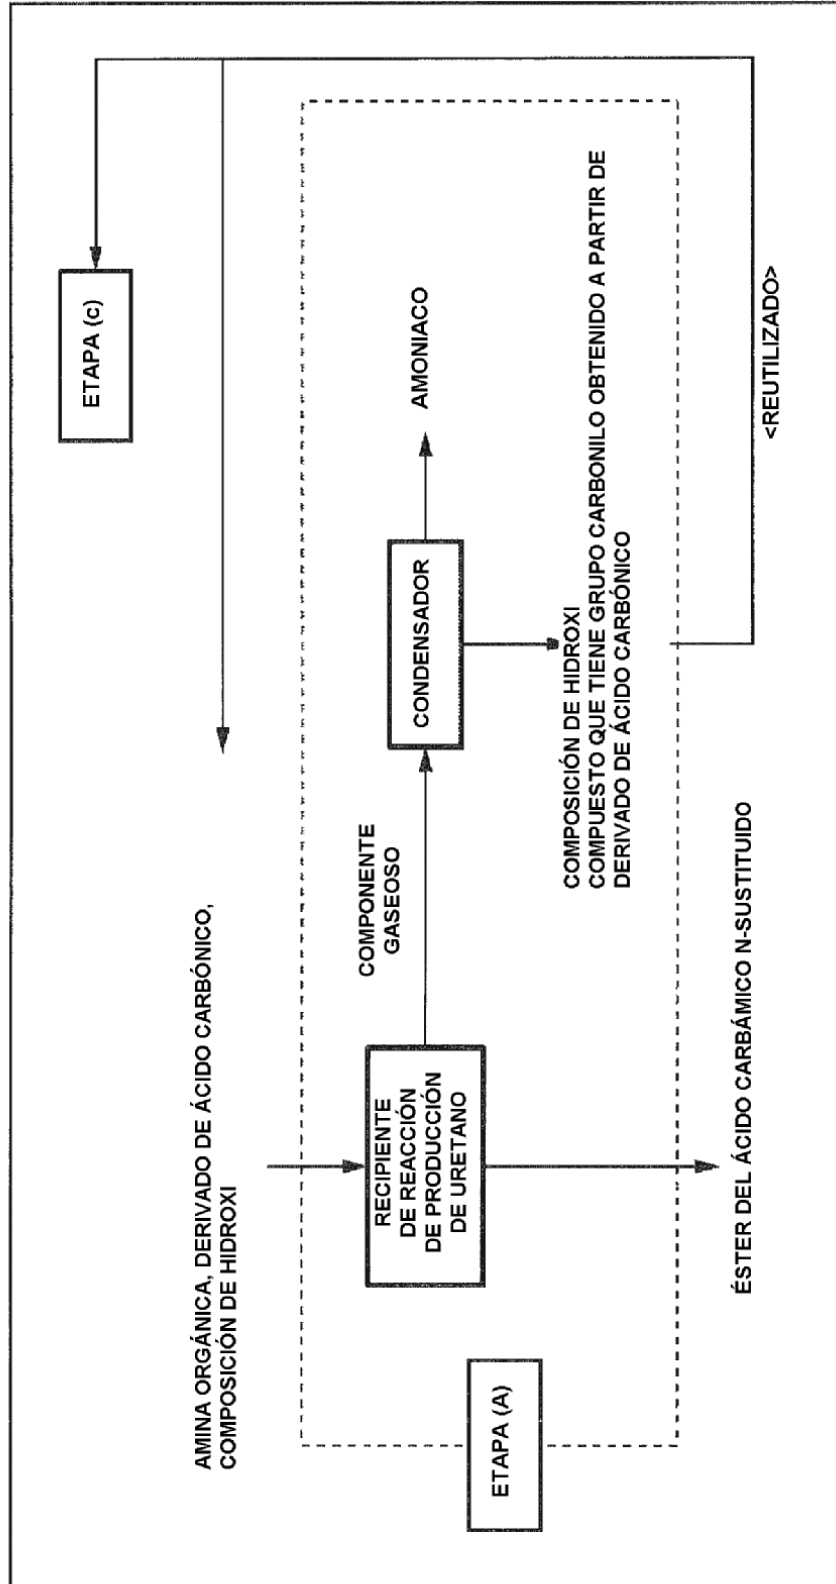 AMINA ORGÁNICA, DERIVADO DE ÁCIDO CARBÓNICO,
COMPOSICIÓN DE HIDROXI
ETAPA (c)
ETAPA (A)
RECIPIENTE
DE REACCIÓN
DE PRODUCCIÓN
DE URETANO
COMPONENTE
GASEOSO
CONDENSADOR
AMONIACO
COMPOSICIÓN DE HIDROXI
COMPUESTO QUE TIENE GRUPO CARBONILO OBTENIDO A PARTIR DE
DERIVADO DE ÁCIDO CARBÓNICO
ÉSTER DEL ÁCIDO CARBÁMICO N-SUSTITUIDO
<REUTILIZADO>